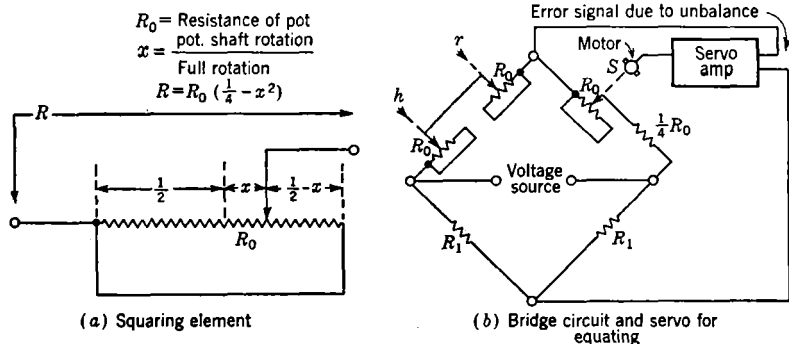 R₀ = Resistance of pot
x = pot. shaft rotation / Full rotation
R = R₀ (1/4 - x²)
R
1/2
x
1/2 - x
R₀
(a) Squaring element
Error signal due to unbalance
Motor
S
Servo
amp
r
R₀
R₀
h
R₀
1/4 R₀
Voltage
source
R₁
R₁
(b) Bridge circuit and servo for
equating